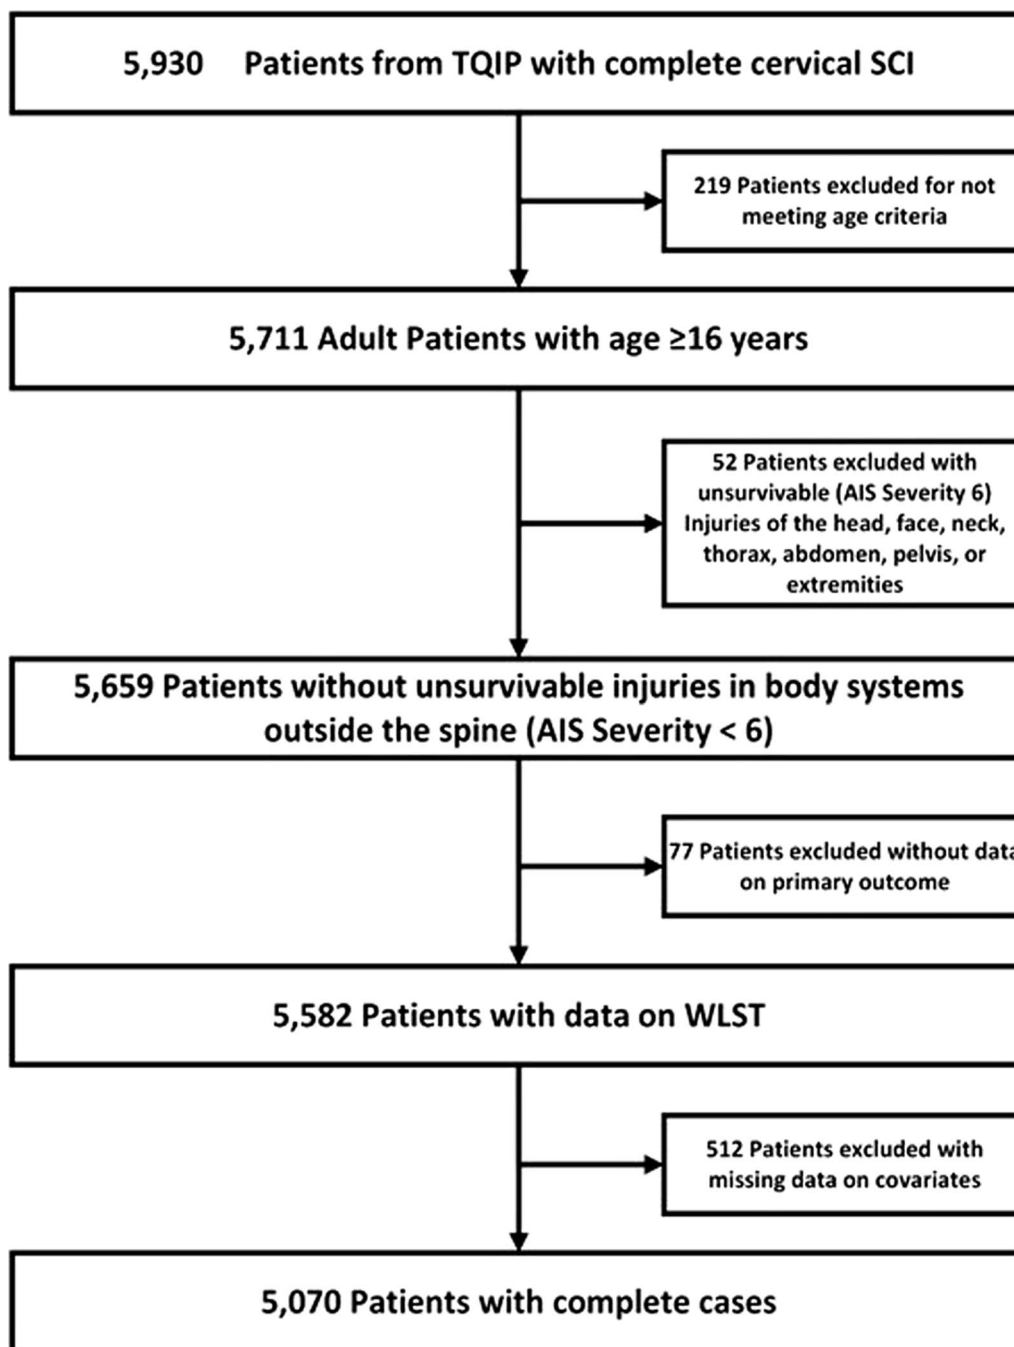 5,930 Patients from TQIP with complete cervical SCI
219 Patients excluded for not
meeting age criteria
5,711 Adult Patients with age ≥16 years
52 Patients excluded with
unsurvivable (AIS Severity 6)
Injuries of the head, face, neck,
thorax, abdomen, pelvis, or
extremities
5,659 Patients without unsurvivable injuries in body systems
outside the spine (AIS Severity < 6)
77 Patients excluded without data
on primary outcome
5,582 Patients with data on WLST
512 Patients excluded with
missing data on covariates
5,070 Patients with complete cases